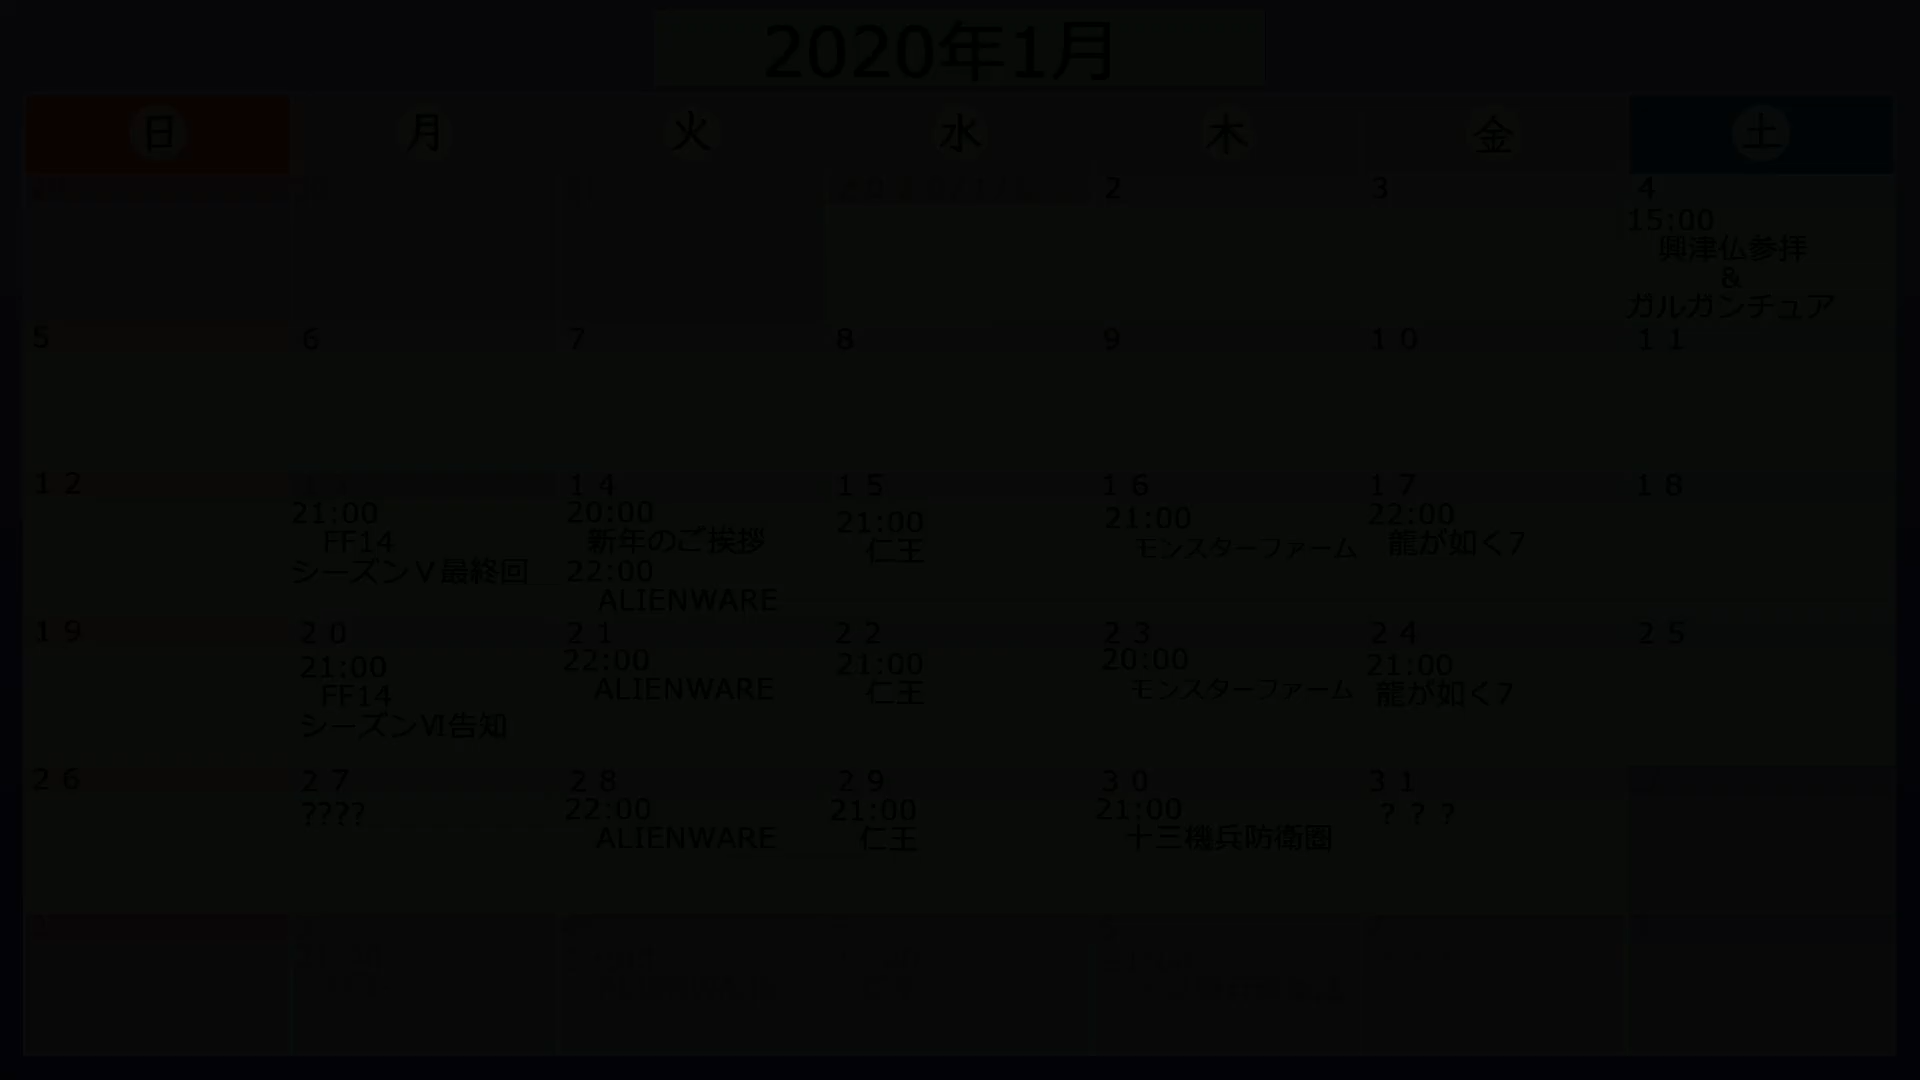 2020年1月
日 月 火 水 木 金 土
2 3 4
15:00
興津仏参拝
&
ガルガンチュア
5 6 7 8 9 10 11
12 13 14 15 16 17 18
21:00
FF14
シーズンⅤ最終回
20:00
新年のご挨拶
22:00
ALIENWARE
21:00
仁王
21:00
モンスターファーム
22:00
龍が如く7
19 20 21 22 23 24 25
21:00
FF14
シーズンⅥ告知
22:00
ALIENWARE
21:00
仁王
20:00
モンスターファーム
21:00
龍が如く7
26 27 28 29 30 31
????
22:00
ALIENWARE
21:00
仁王
21:00
十三機兵防衛圏
？？？